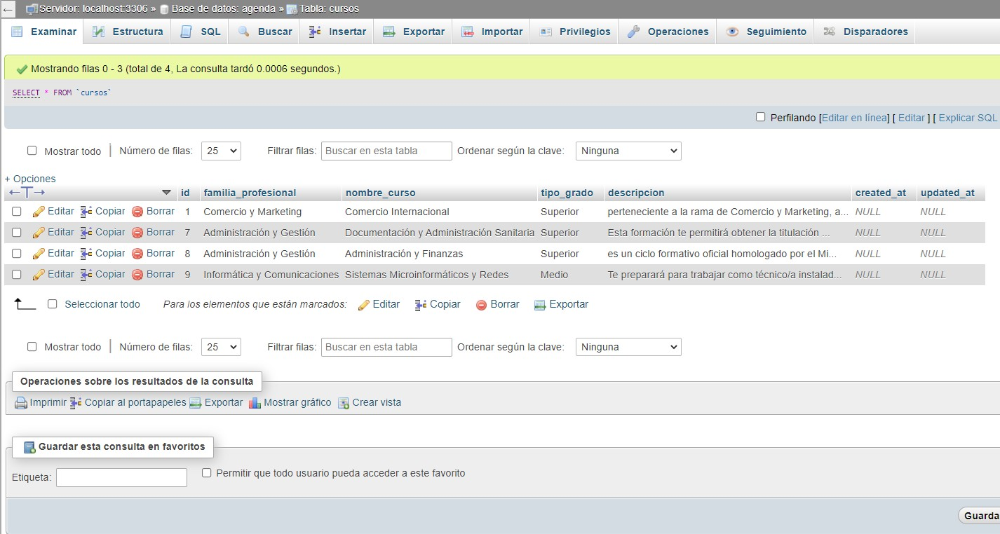 Servidor: localhost:3306 » Base de datos: agenda » Tabla: cursos
Examinar Estructura SQL Buscar Insertar Exportar Importar Privilegios Operaciones Seguimiento Disparadores
Mostrando filas 0 - 3 (total de 4, La consulta tardó 0.0006 segundos.)
SELECT * FROM `cursos`
Perfilando [Editar en línea] [ Editar ] [ Explicar SQL
Mostrar todo | Número de filas: 25 Filtrar filas: Buscar en esta tabla Ordenar según la clave: Ninguna
+ Opciones
←T→ id familia_profesional nombre_curso tipo_grado descripcion created_at updated_at
Editar Copiar Borrar 1 Comercio y Marketing Comercio Internacional Superior perteneciente a la rama de Comercio y Marketing, a... NULL NULL
Editar Copiar Borrar 7 Administración y Gestión Documentación y Administración Sanitaria Superior Esta formación te permitirá obtener la titulación ... NULL NULL
Editar Copiar Borrar 8 Administración y Gestión Administración y Finanzas Superior es un ciclo formativo oficial homologado por el Mi... NULL NULL
Editar Copiar Borrar 9 Informática y Comunicaciones Sistemas Microinformáticos y Redes Medio Te preparará para trabajar como técnico/a instalad... NULL NULL
Seleccionar todo Para los elementos que están marcados: Editar Copiar Borrar Exportar
Mostrar todo | Número de filas: 25 Filtrar filas: Buscar en esta tabla Ordenar según la clave: Ninguna
Operaciones sobre los resultados de la consulta
Imprimir Copiar al portapapeles Exportar Mostrar gráfico Crear vista
Guardar esta consulta en favoritos
Etiqueta: Permitir que todo usuario pueda acceder a este favorito
Guarda